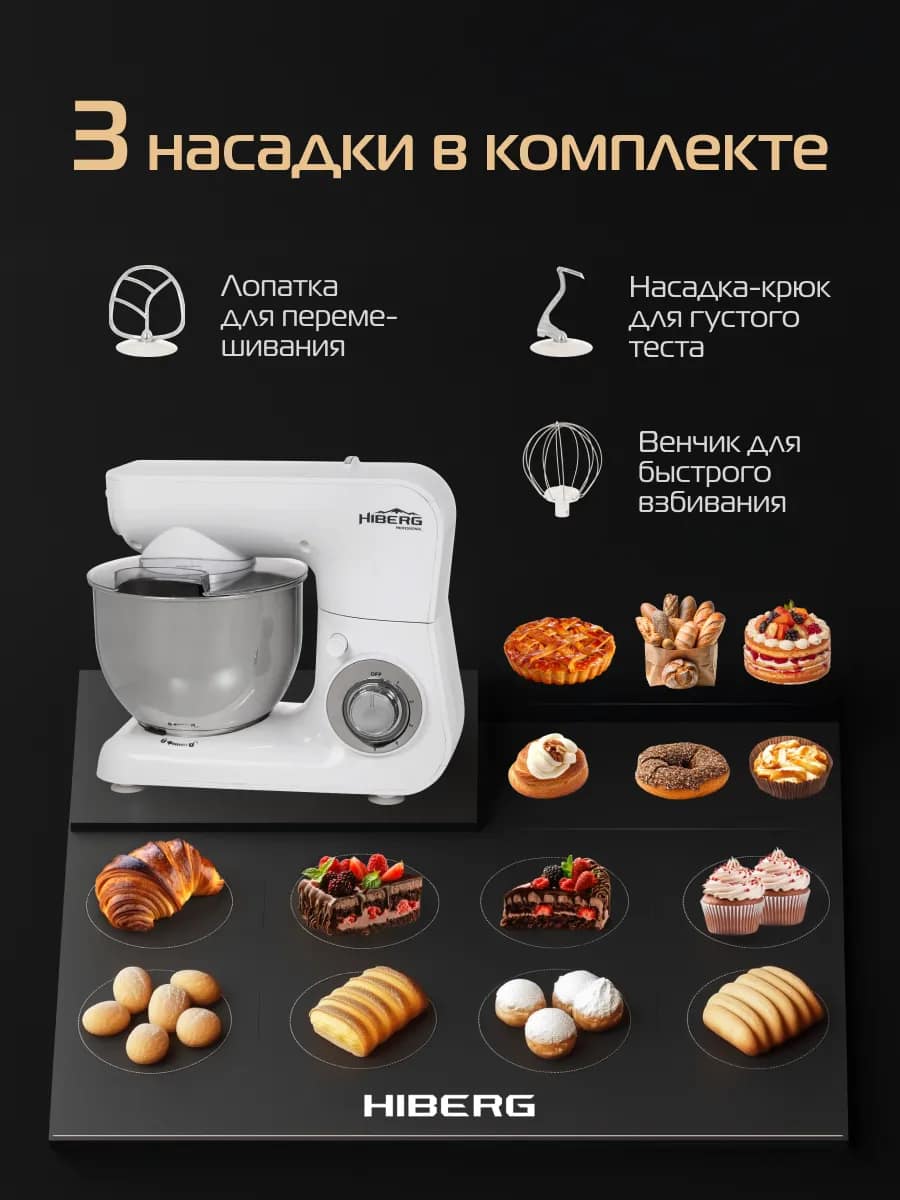 3 насадки в комплекте
Лопатка
для переме-
шивания
Насадка-крюк
для густого
теста
Венчик для
быстрого
взбивания
HIBERG
PROFESSIONAL
OFF
HIBERG